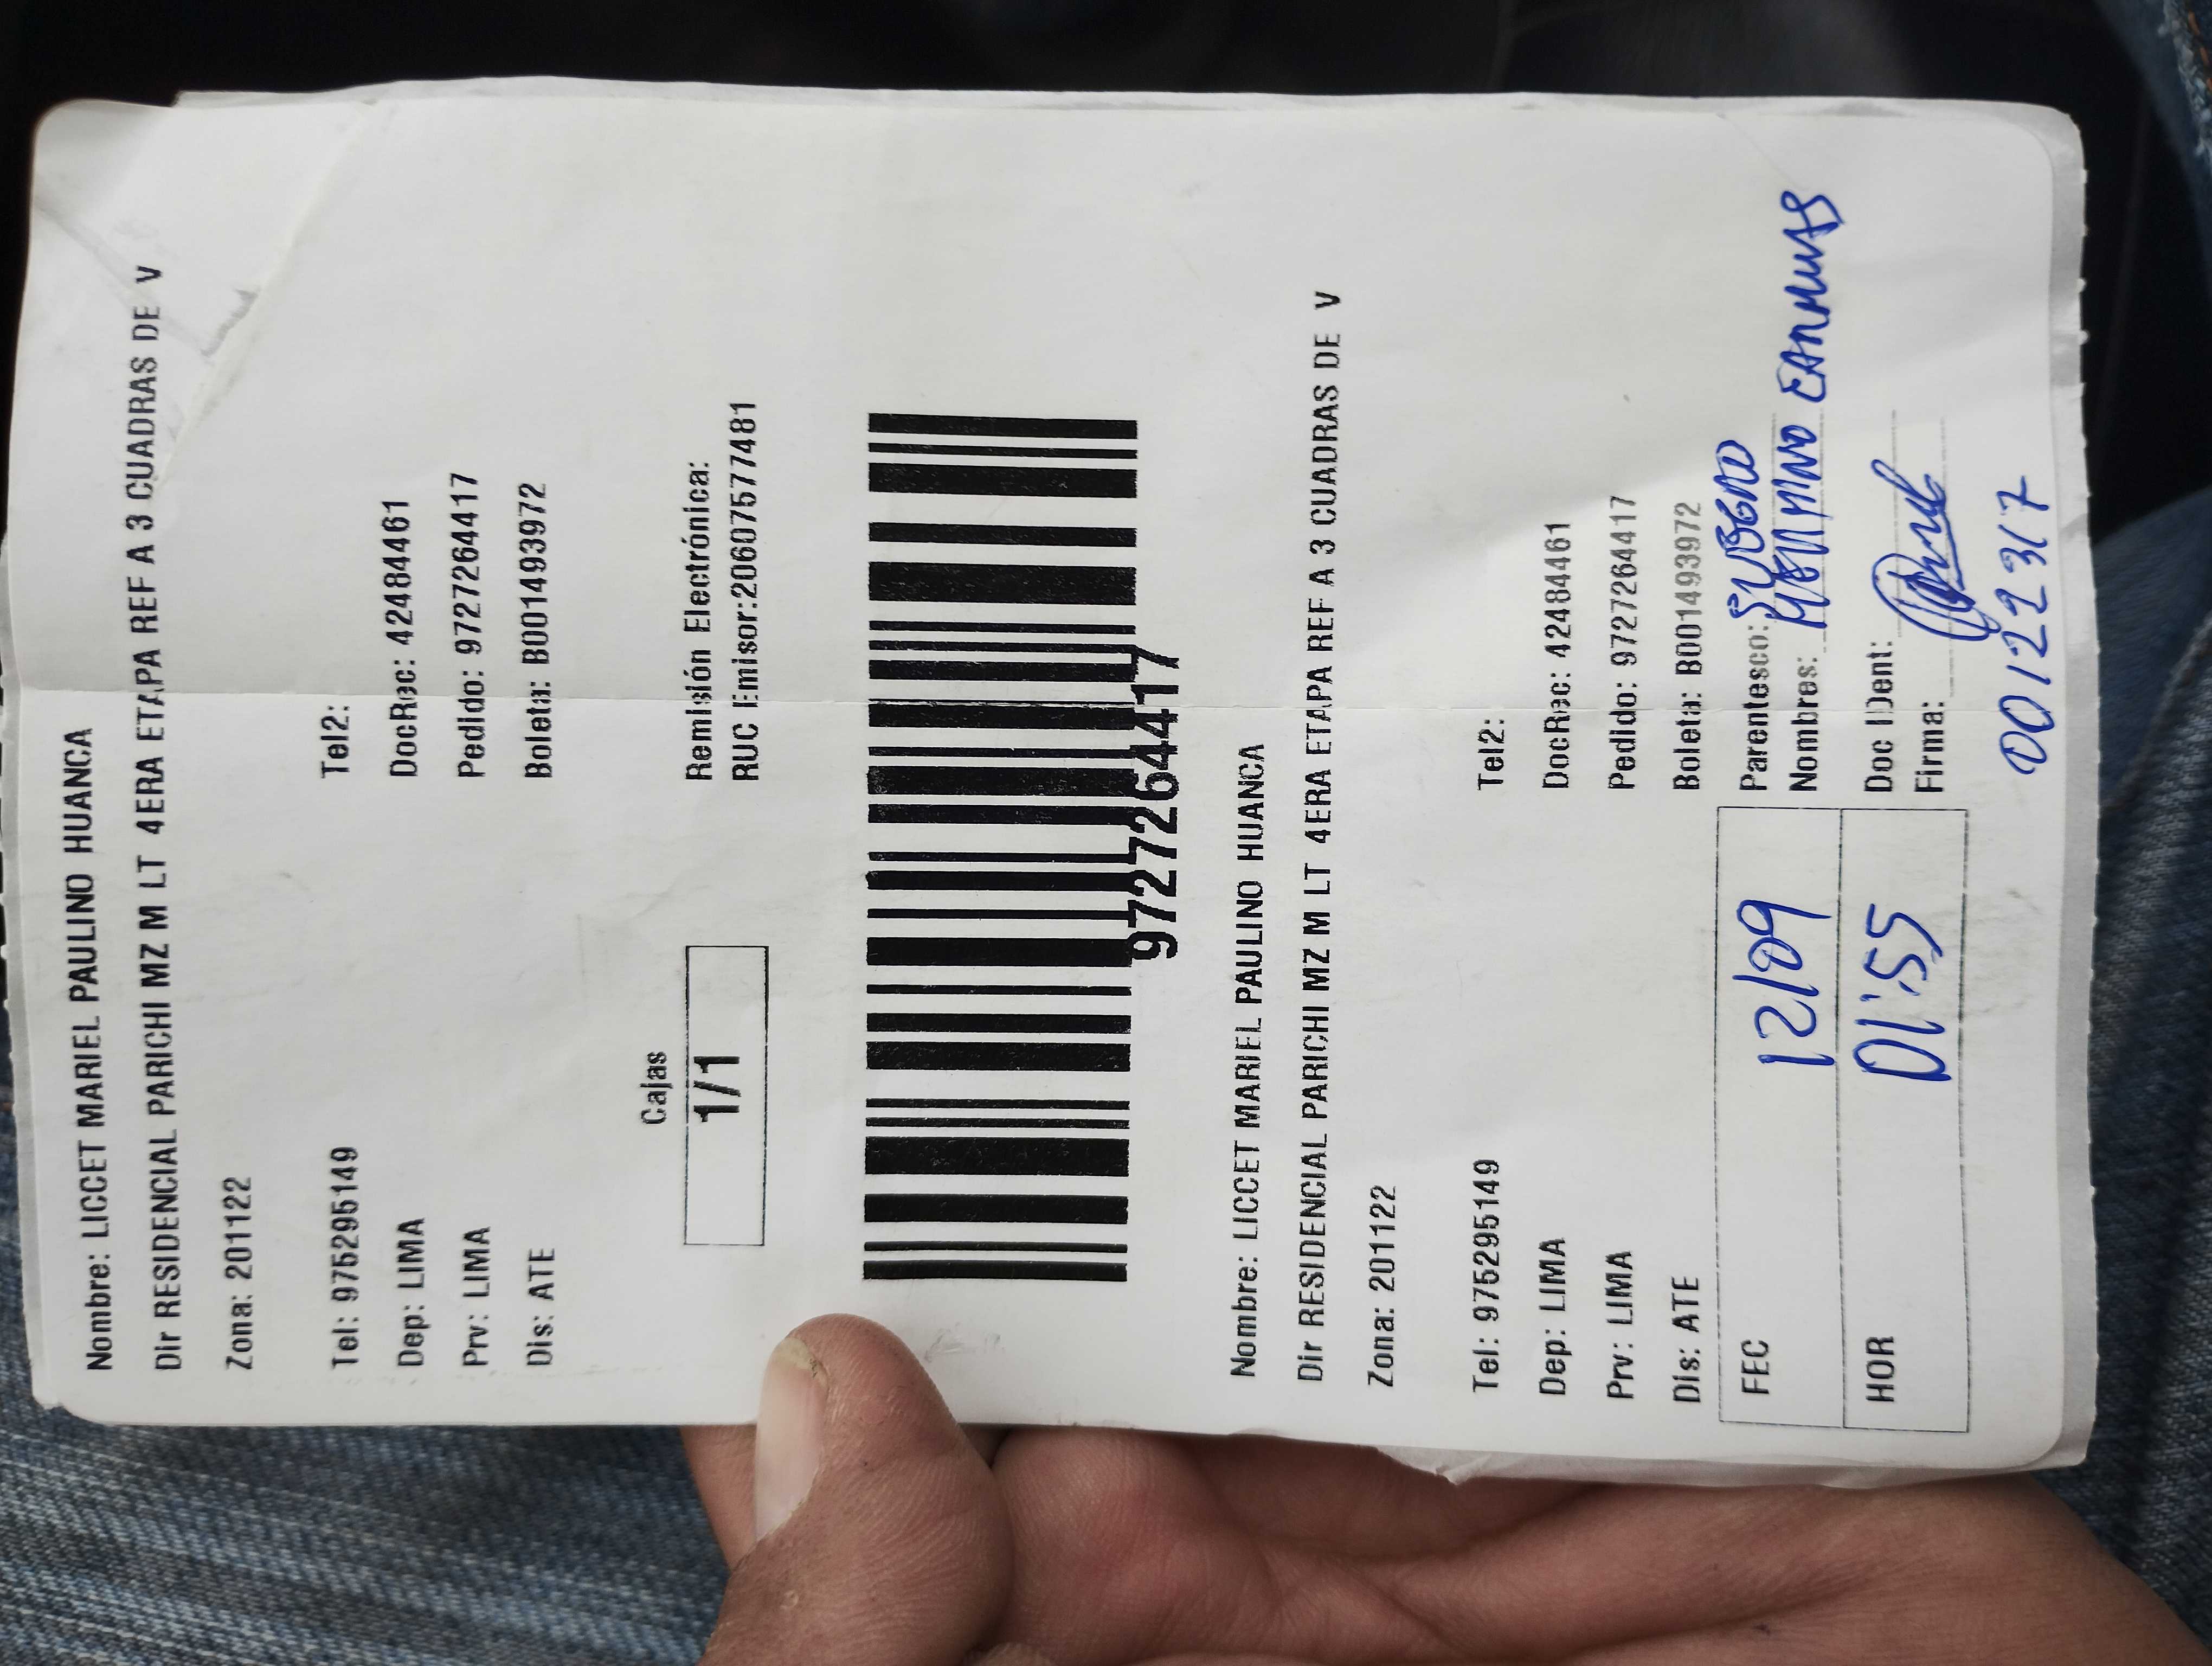 Nombre: LICCET MARIEL PAULINO HUANCA
Dir RESIDENCIAL PARICHI MZ M LT 4ERA ETAPA REF A 3 CUADRAS DE V
Zona: 201122
Tel: 975295149 Tel2:
Dep: LIMA DocRec: 42484461
Prv: LIMA Pedido: 9727264417
Dis: ATE Boleta: B001493972
Cajas
1/1
Remisión Electrónica:
RUC Emisor:20607577481
9727264417
Nombre: LICCET MARIEL PAULINO HUANCA
Dir RESIDENCIAL PARICHI MZ M LT 4ERA ETAPA REF A 3 CUADRAS DE V
Zona: 201122
Tel: 975295149 Tel2:
Dep: LIMA DocRec: 42484461
Prv: LIMA Pedido: 9727264417
Dis: ATE Boleta: B001493972
FEC 12/09 Parentesco: SUEGRO
Nombres:
HOR 01:55 Doc IDent:
Firma:
00122317